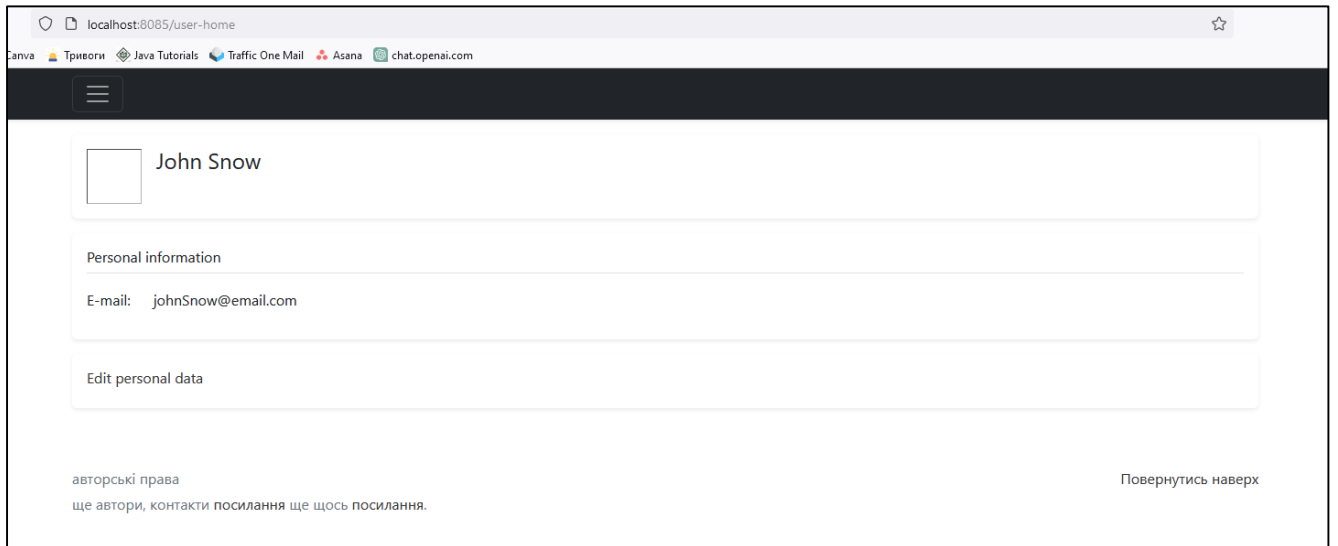 localhost:8085/user-home
Canva Тривоги Java Tutorials Traffic One Mail Asana chat.openai.com
John Snow
Personal information
E-mail: johnSnow@email.com
Edit personal data
авторські права Повернутись наверх
ще автори, контакти посилання ще щось посилання.